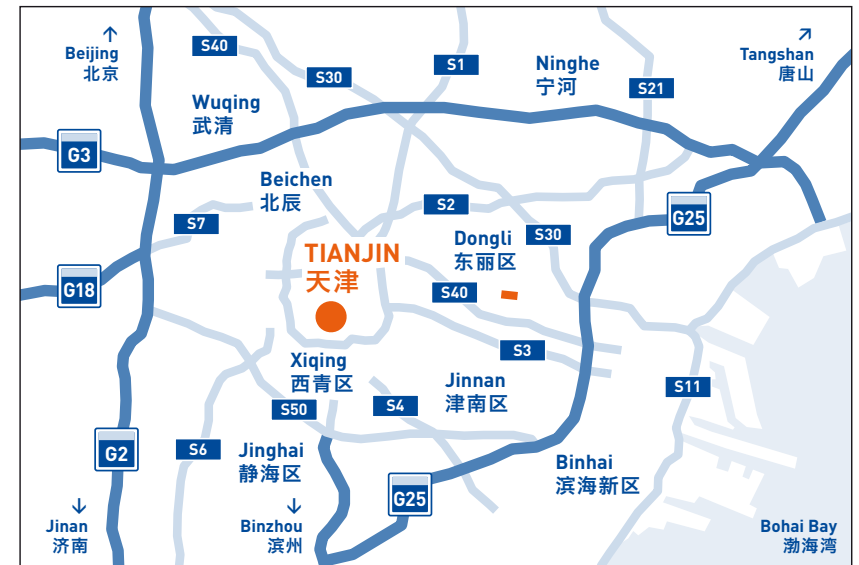 Beijing
北京
S40
S30
S1
Ninghe
宁河
Tangshan
唐山
S21
Wuqing
武清
G3
Beichen
北辰
S7
S2
G25
Dongli
东丽区
S30
TIANJIN
天津
G18
S40
S3
Xiqing
西青区
Jinnan
津南区
S11
S50
S4
G2
S6
Jinghai
静海区
Binhai
滨海新区
G25
Jinan
济南
Binzhou
滨州
Bohai Bay
渤海湾